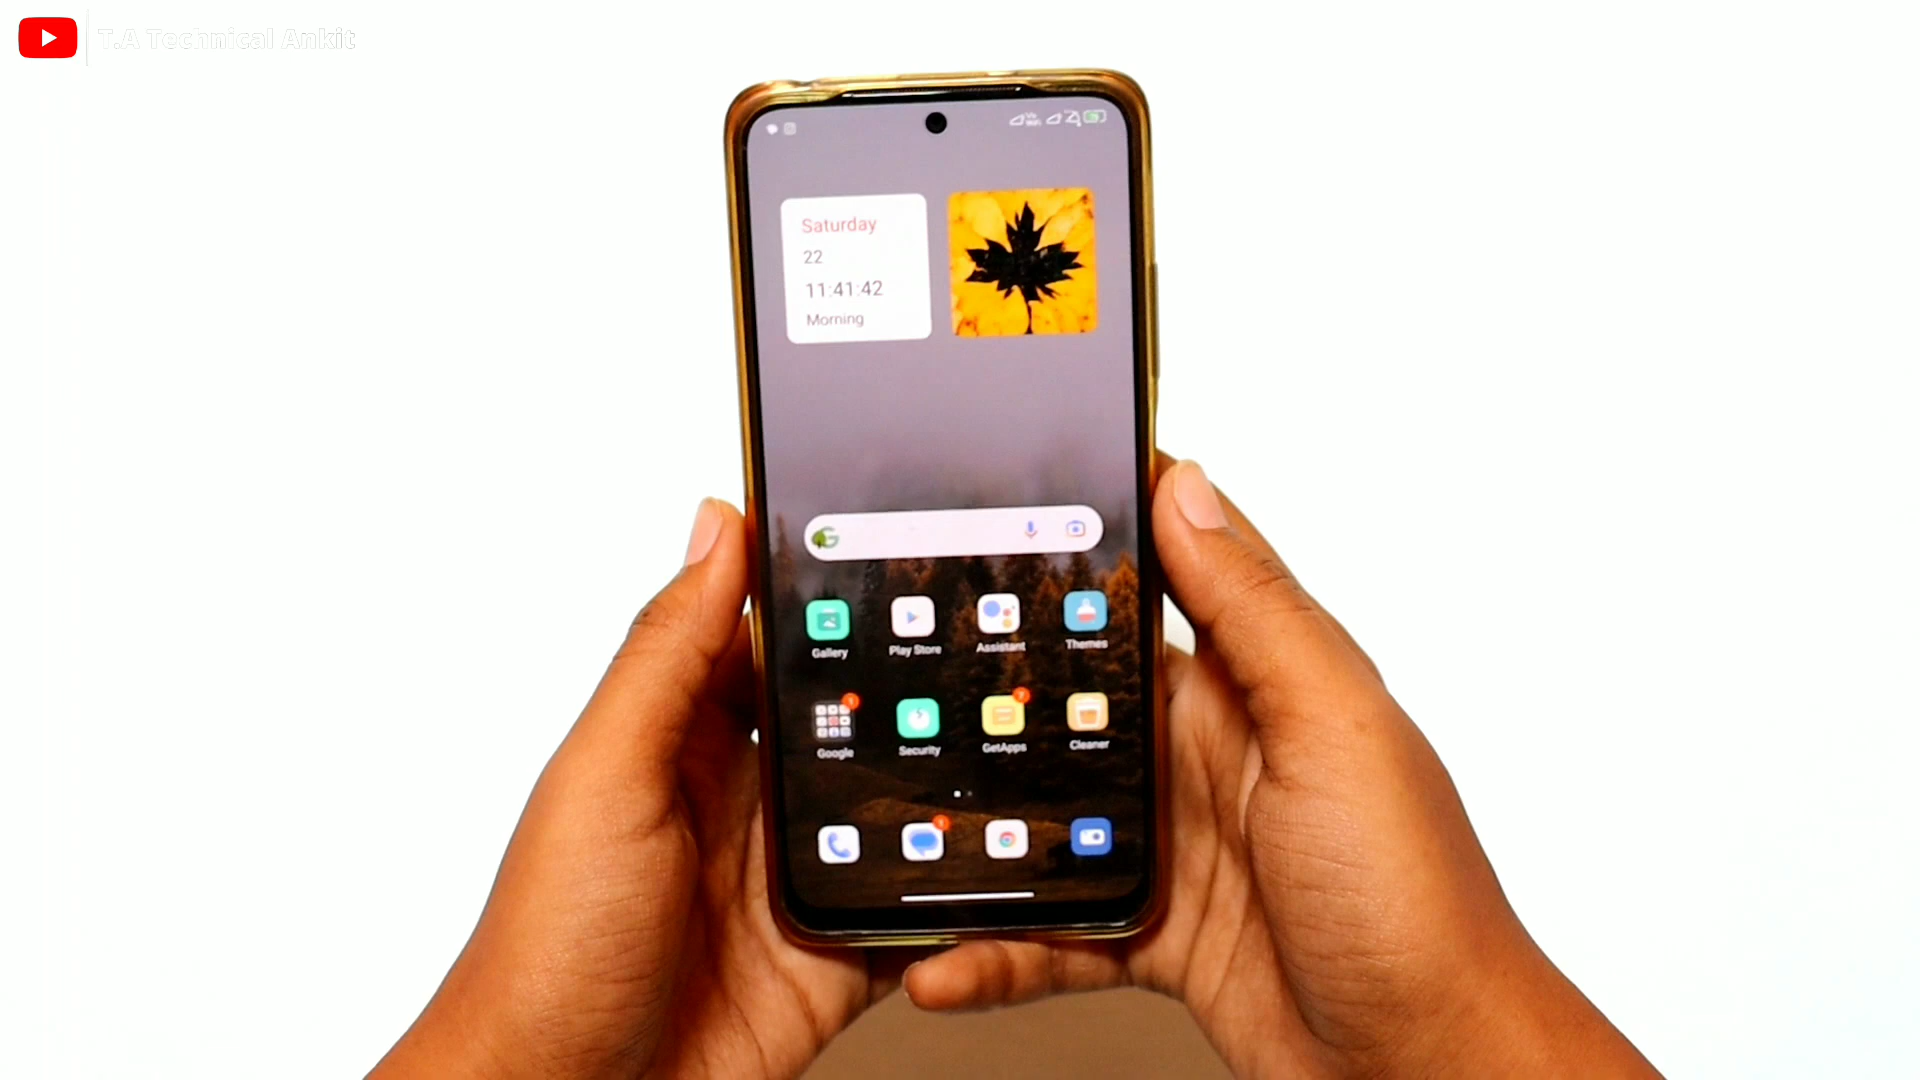 T.A Technical Ankit
Saturday
22
11:41:42
Morning
Gallery
Play Store
Assistant
Themes
Google
Security
GetApps
Cleaner